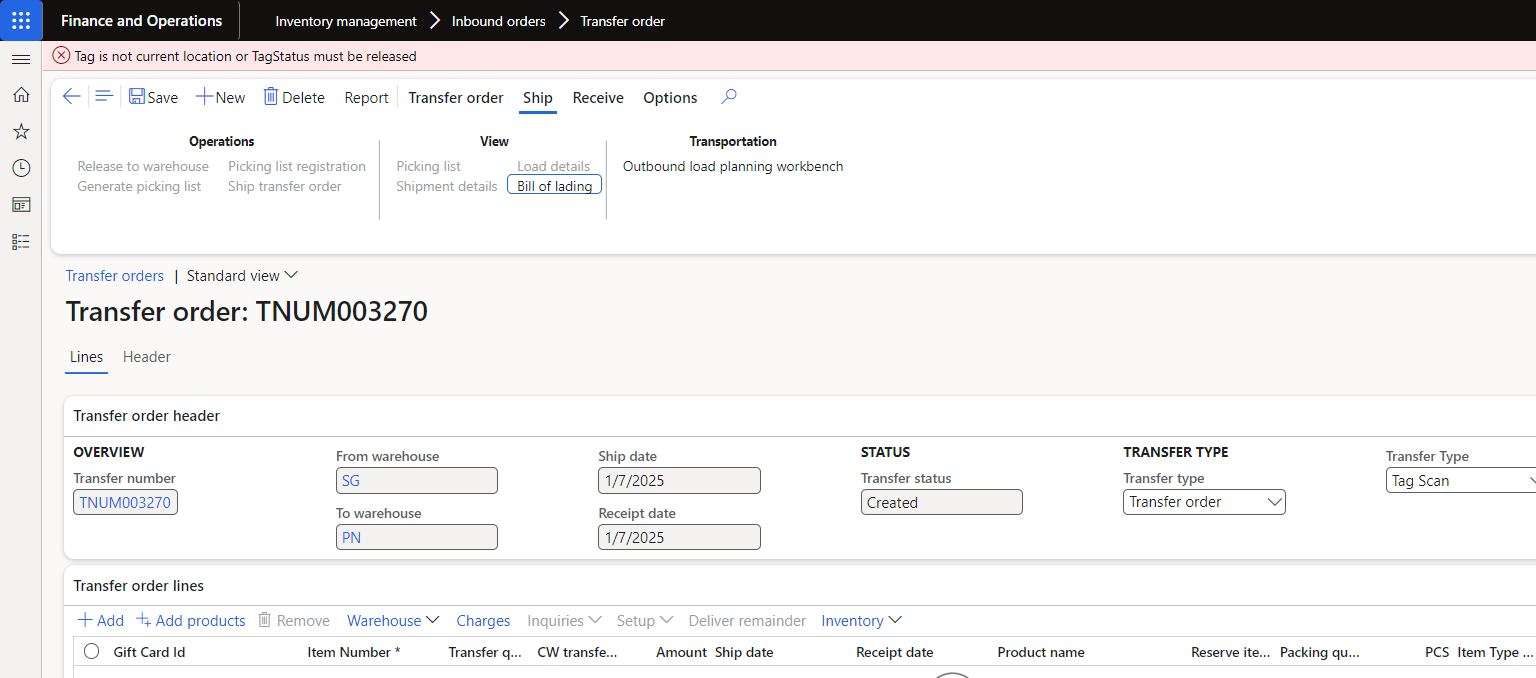 Finance and Operations
Inventory management
Inbound orders
Transfer order
Tag is not current location or TagStatus must be released
Save
New
Delete
Report
Transfer order
Ship
Receive
Options
Operations
View
Transportation
Release to warehouse
Picking list registration
Picking list
Load details
Outbound load planning workbench
Generate picking list
Ship transfer order
Shipment details
Bill of lading
Transfer orders | Standard view
Transfer order: TNUM003270
Lines
Header
Transfer order header
OVERVIEW
Transfer number
TNUM003270
From warehouse
SG
To warehouse
PN
Ship date
1/7/2025
Receipt date
1/7/2025
STATUS
Transfer status
Created
TRANSFER TYPE
Transfer type
Transfer order
Transfer Type
Tag Scan
Transfer order lines
Add
Add products
Remove
Warehouse
Charges
Inquiries
Setup
Deliver remainder
Inventory
Gift Card Id
Item Number *
Transfer q...
CW transfe...
Amount
Ship date
Receipt date
Product name
Reserve ite...
Packing qu...
PCS
Item Type ...